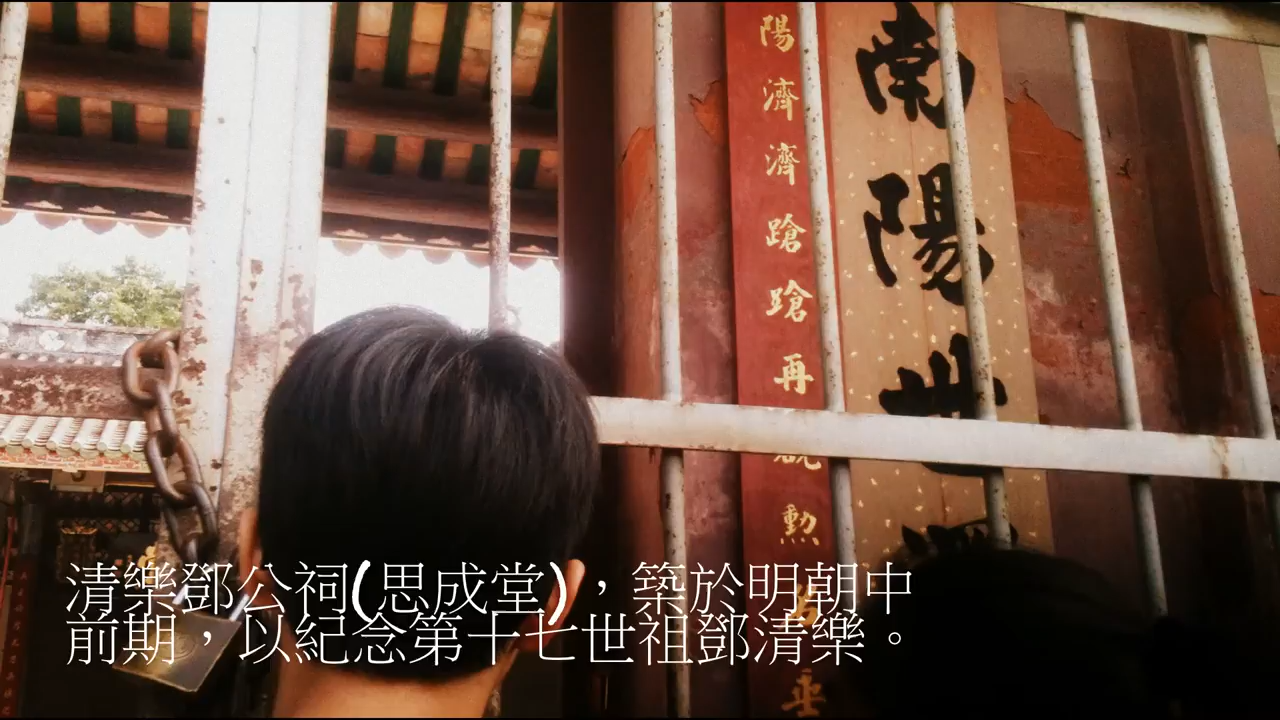 陽濟濟蹌蹌再
勲
南陽世
清樂鄧公祠(思成堂)，築於明朝中
前期，以紀念第十七世祖鄧清樂。